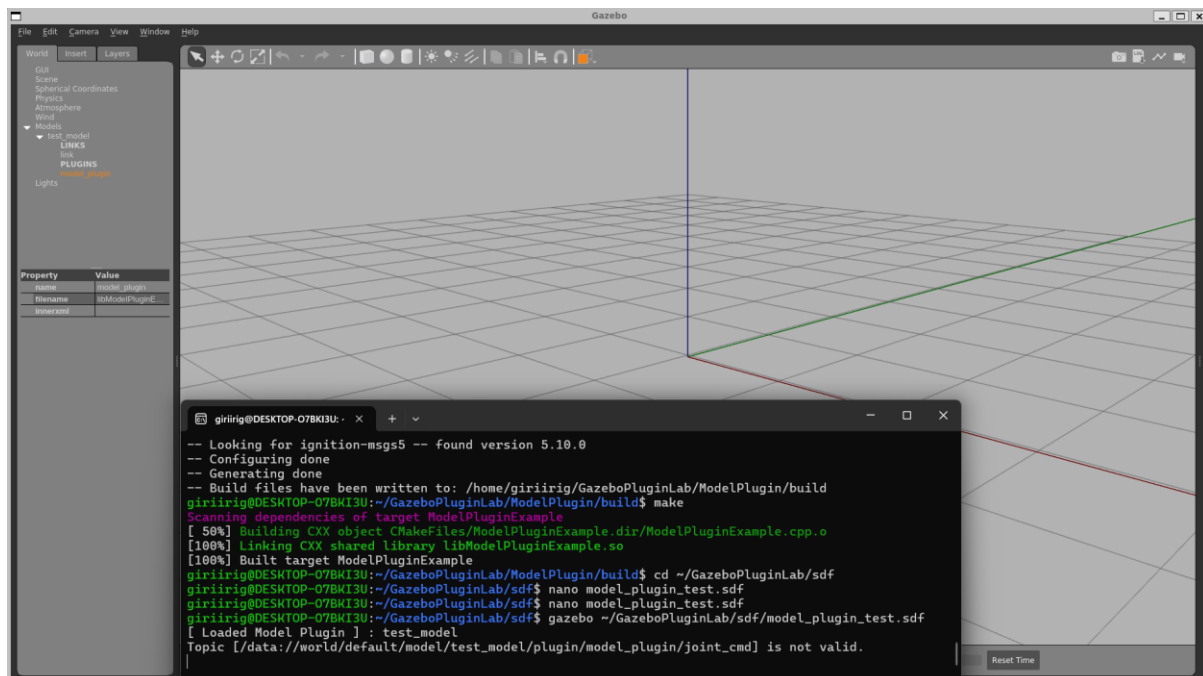 Gazebo
File Edit Camera View Window Help
World Insert Layers
GUI
Scene
Spherical Coordinates
Physics
Atmosphere
Wind
Models
test_model
LINKS
link
PLUGINS
model_plugin
Lights
Property Value
name model_plugin
filename libModelPluginE...
innerxml
giriirig@DESKTOP-O7BKI3U: -
-- Looking for ignition-msgs5 -- found version 5.10.0
-- Configuring done
-- Generating done
-- Build files have been written to: /home/giriirig/GazeboPluginLab/ModelPlugin/build
giriirig@DESKTOP-O7BKI3U:~/GazeboPluginLab/ModelPlugin/build$ make
Scanning dependencies of target ModelPluginExample
[ 50%] Building CXX object CMakeFiles/ModelPluginExample.dir/ModelPluginExample.cpp.o
[100%] Linking CXX shared library libModelPluginExample.so
[100%] Built target ModelPluginExample
giriirig@DESKTOP-O7BKI3U:~/GazeboPluginLab/ModelPlugin/build$ cd ~/GazeboPluginLab/sdf
giriirig@DESKTOP-O7BKI3U:~/GazeboPluginLab/sdf$ nano model_plugin_test.sdf
giriirig@DESKTOP-O7BKI3U:~/GazeboPluginLab/sdf$ nano model_plugin_test.sdf
giriirig@DESKTOP-O7BKI3U:~/GazeboPluginLab/sdf$ gazebo ~/GazeboPluginLab/sdf/model_plugin_test.sdf
[ Loaded Model Plugin ] : test_model
Topic [/data://world/default/model/test_model/plugin/model_plugin/joint_cmd] is not valid.
Reset Time